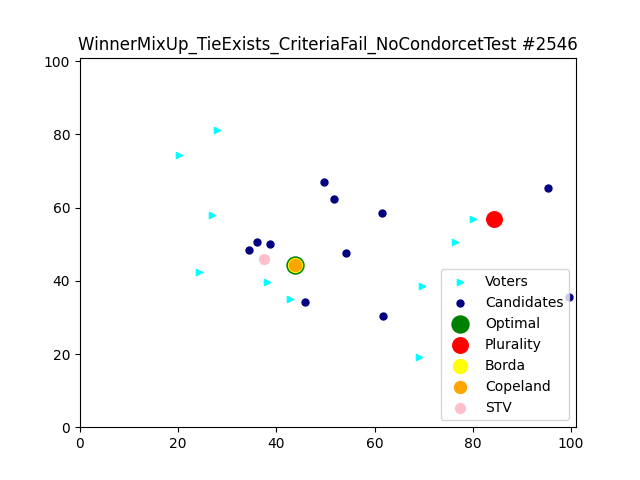 WinnerMixUp_TieExists_CriteriaFail_NoCondorcetTest #2546
100
80
60
40
20
0
Voters
Candidates
Optimal
Plurality
Borda
Copeland
STV
0 20 40 60 80 100